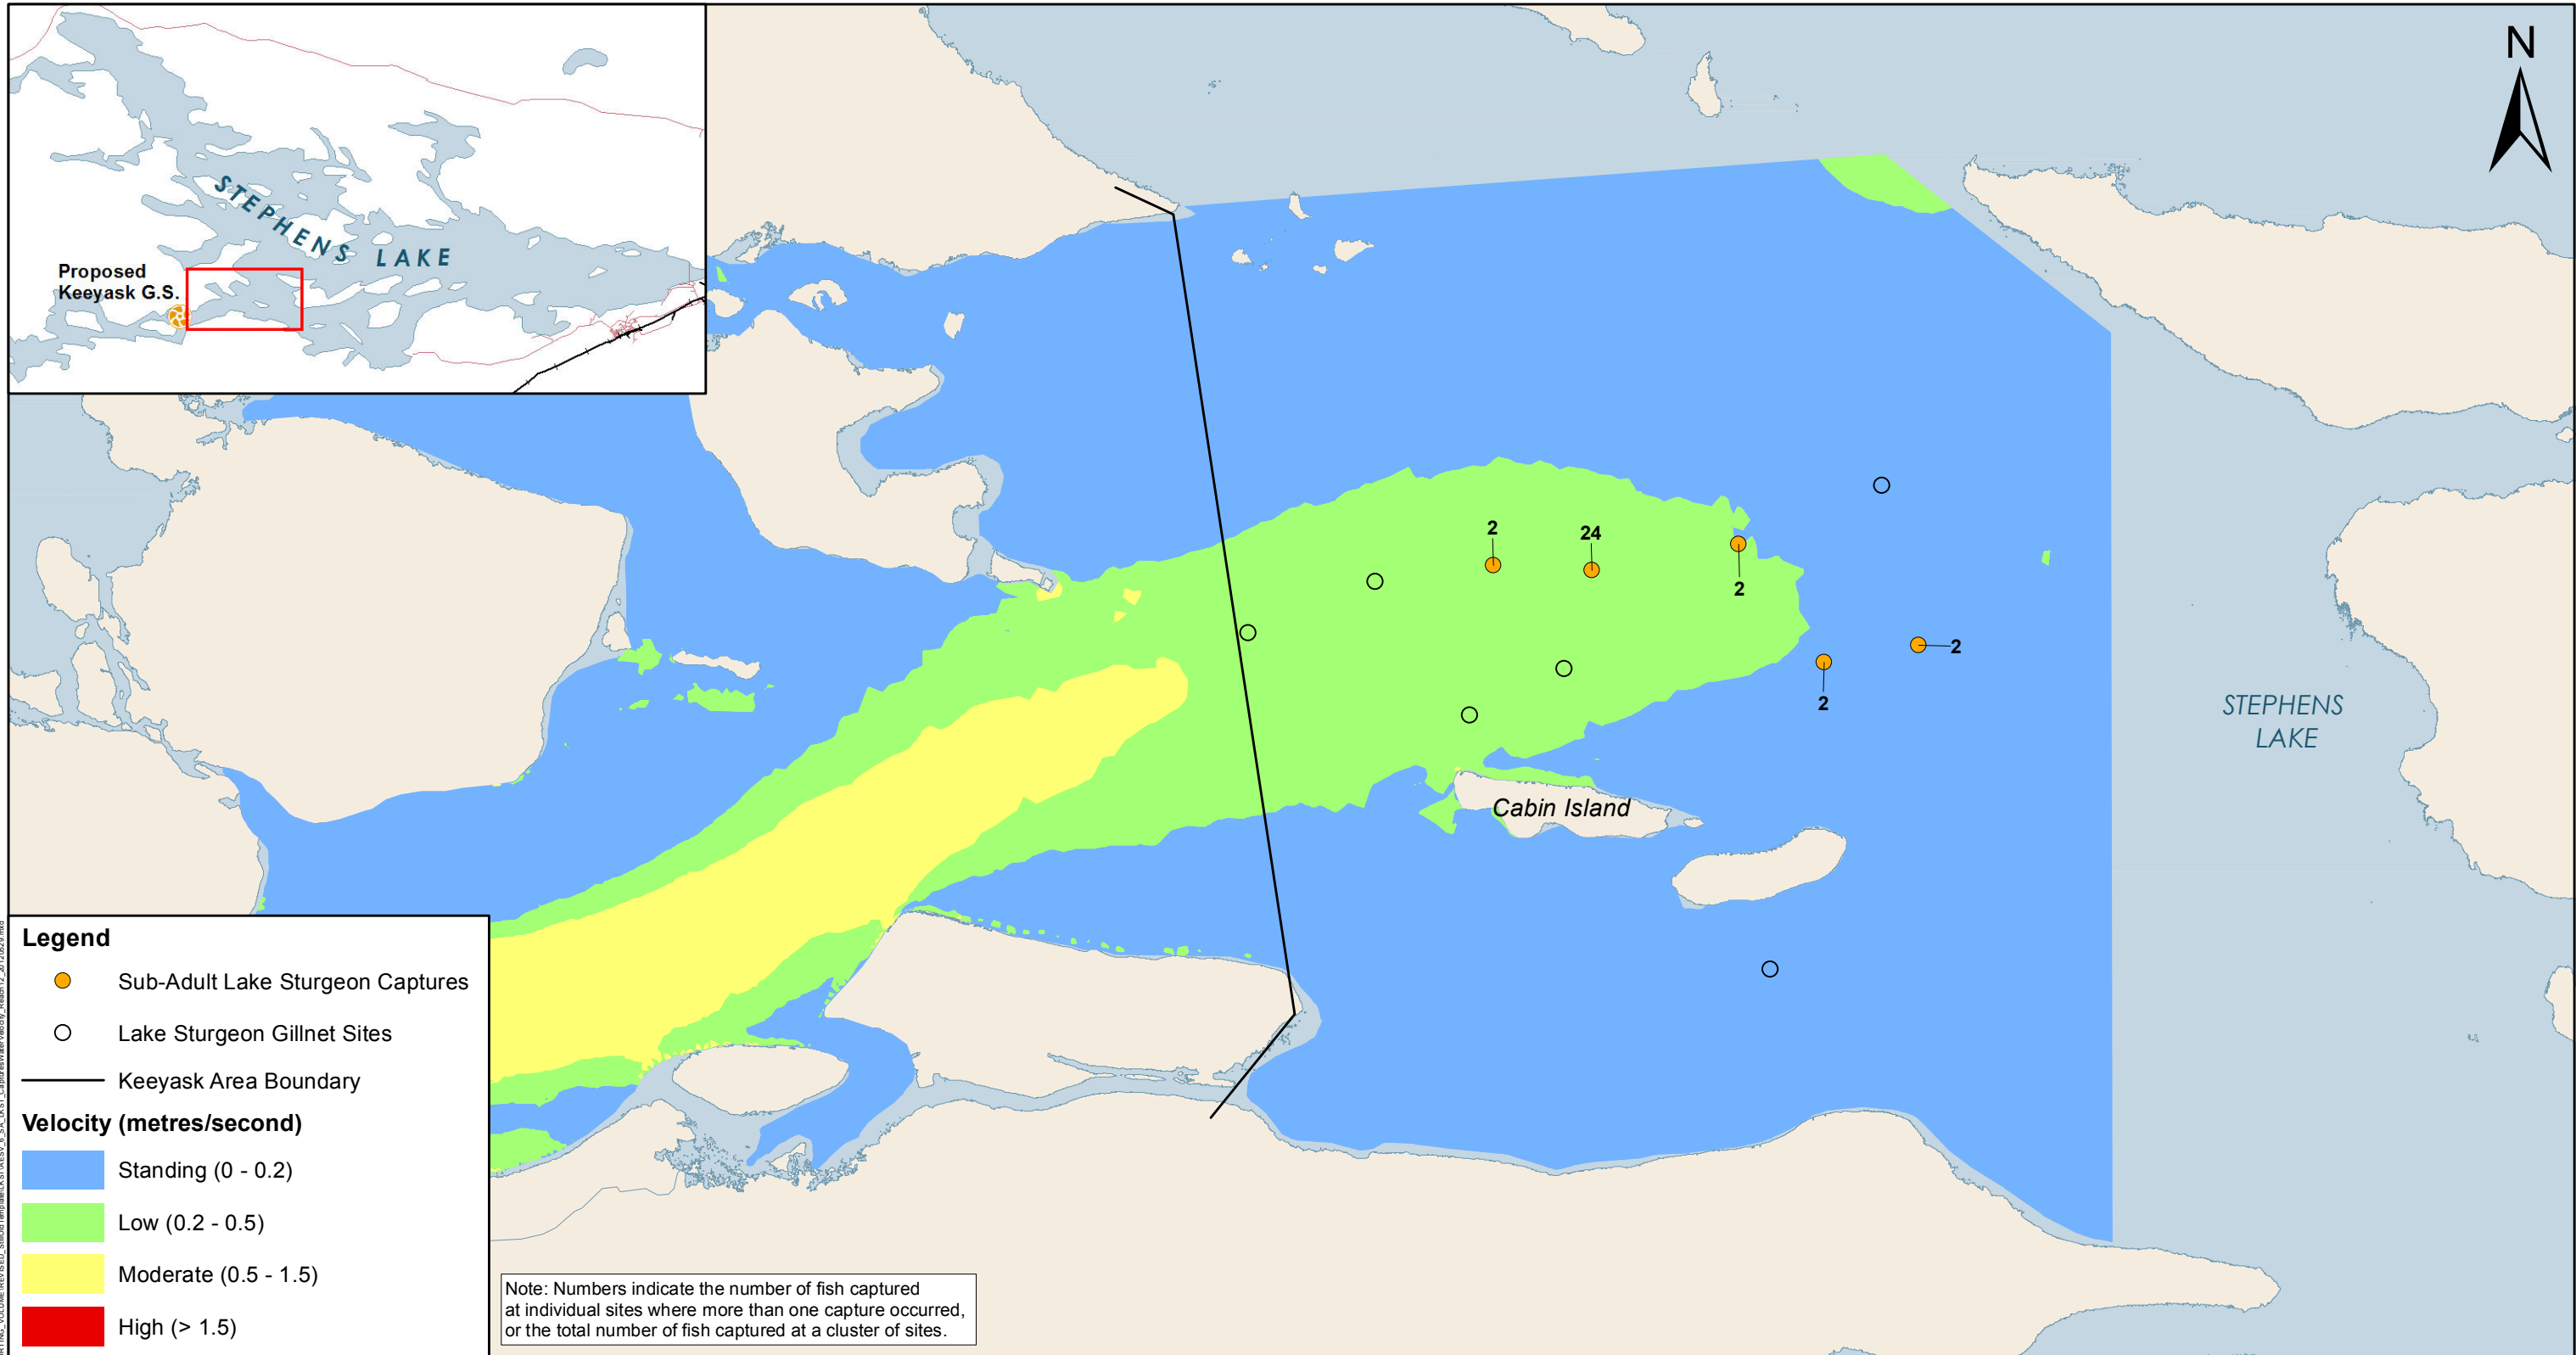 N
STEPHENS LAKE
Proposed
Keeyask G.S.
2
24
2
2
2
STEPHENS
LAKE
Cabin Island
Legend
Sub-Adult Lake Sturgeon Captures
Lake Sturgeon Gillnet Sites
Keeyask Area Boundary
Velocity (metres/second)
Standing (0 - 0.2)
Low (0.2 - 0.5)
Moderate (0.5 - 1.5)
High (> 1.5)
Note: Numbers indicate the number of fish captured
at individual sites where more than one capture occurred,
or the total number of fish captured at a cluster of sites.